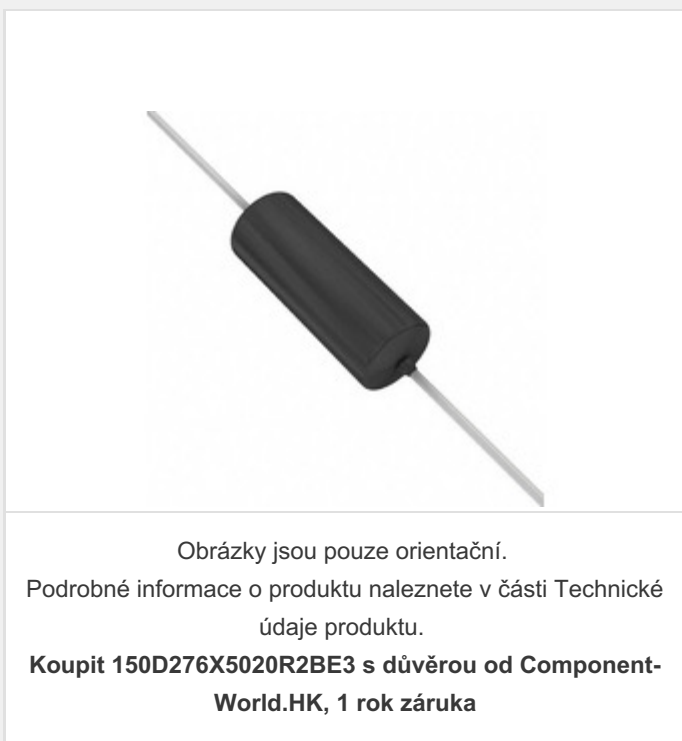 Obrázky jsou pouze orientační.
Podrobné informace o produktu naleznete v části Technické
údaje produktu.
Koupit 150D276X5020R2BE3 s důvěrou od Component-
World.HK, 1 rok záruka